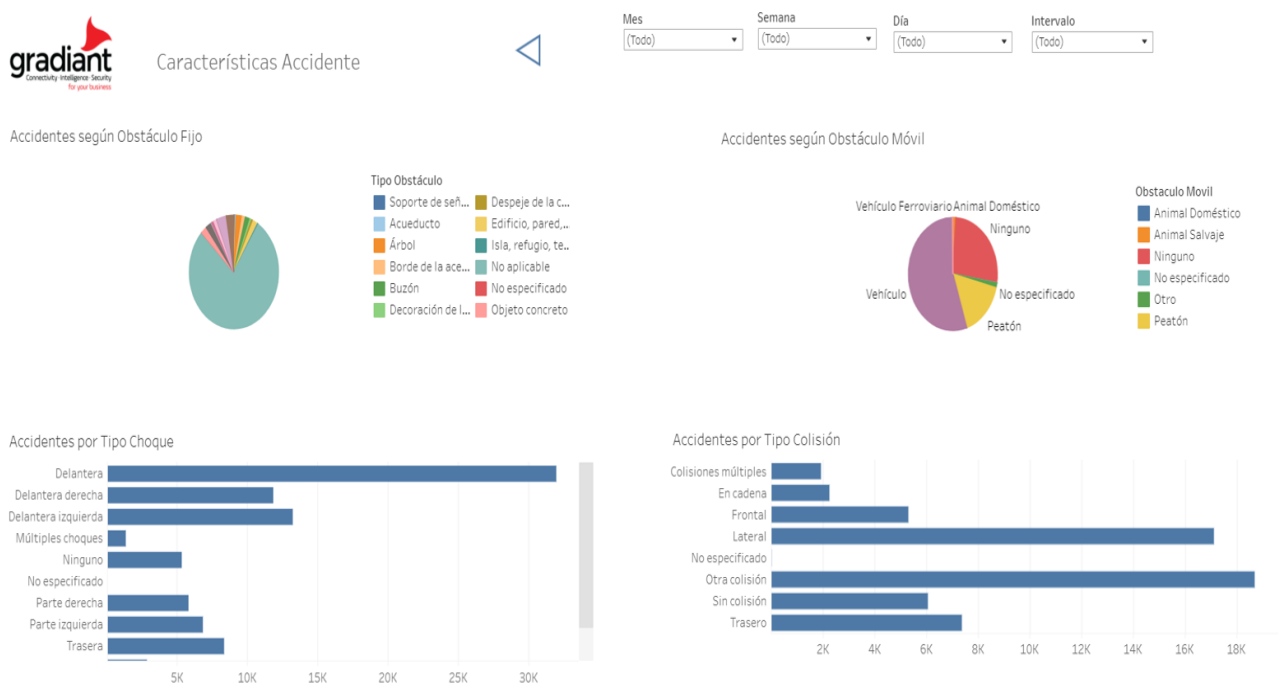 gradiant
Connectivity · Intelligence · Security
for your business
Características Accidente
Mes
(Todo)
Semana
(Todo)
Día
(Todo)
Intervalo
(Todo)
Accidentes según Obstáculo Fijo
Tipo Obstáculo
Soporte de señ...
Despeje de la c...
Acueducto
Edificio, pared,...
Árbol
Isla, refugio, te..
Borde de la ace...
No aplicable
Buzón
No especificado
Decoración de l...
Objeto concreto
Accidentes según Obstáculo Móvil
Vehículo Ferroviario
Animal Doméstico
Ninguno
Vehículo
No especificado
Peatón
Obstaculo Movil
Animal Doméstico
Animal Salvaje
Ninguno
No especificado
Otro
Peatón
Accidentes por Tipo Choque
Delantera
Delantera derecha
Delantera izquierda
Múltiples choques
Ninguno
No especificado
Parte derecha
Parte izquierda
Trasera
5K 10K 15K 20K 25K 30K
Accidentes por Tipo Colisión
Colisiones múltiples
En cadena
Frontal
Lateral
No especificado
Otra colisión
Sin colisión
Trasero
2K 4K 6K 8K 10K 12K 14K 16K 18K